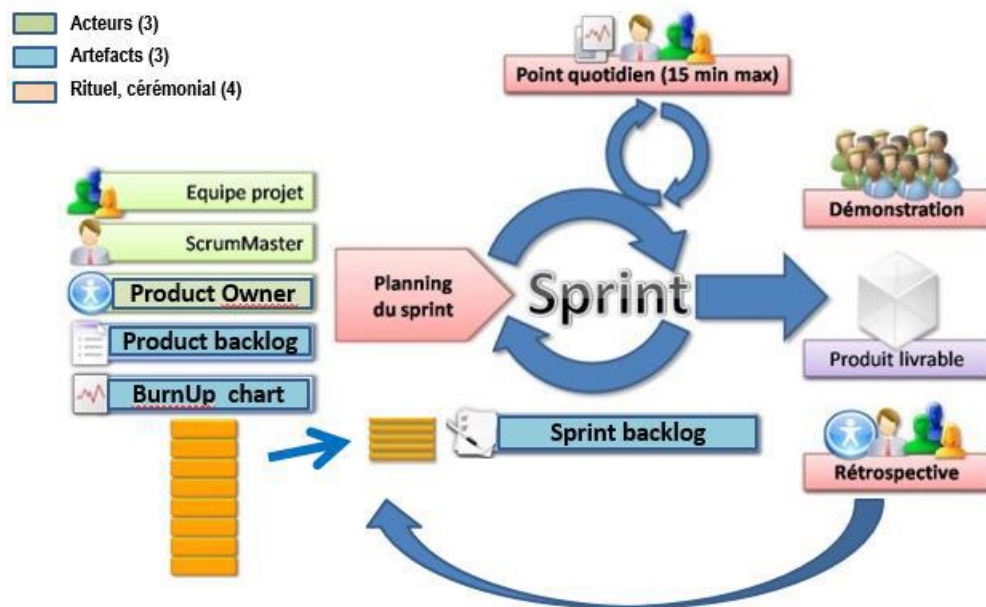 Acteurs (3)
Artefacts (3)
Rituel, cérémonial (4)
Point quotidien (15 min max)
Equipe projet
ScrumMaster
Product Owner
Product backlog
BurnUp chart
Planning
du sprint
Sprint
Démonstration
Produit livrable
Sprint backlog
Rétrospective